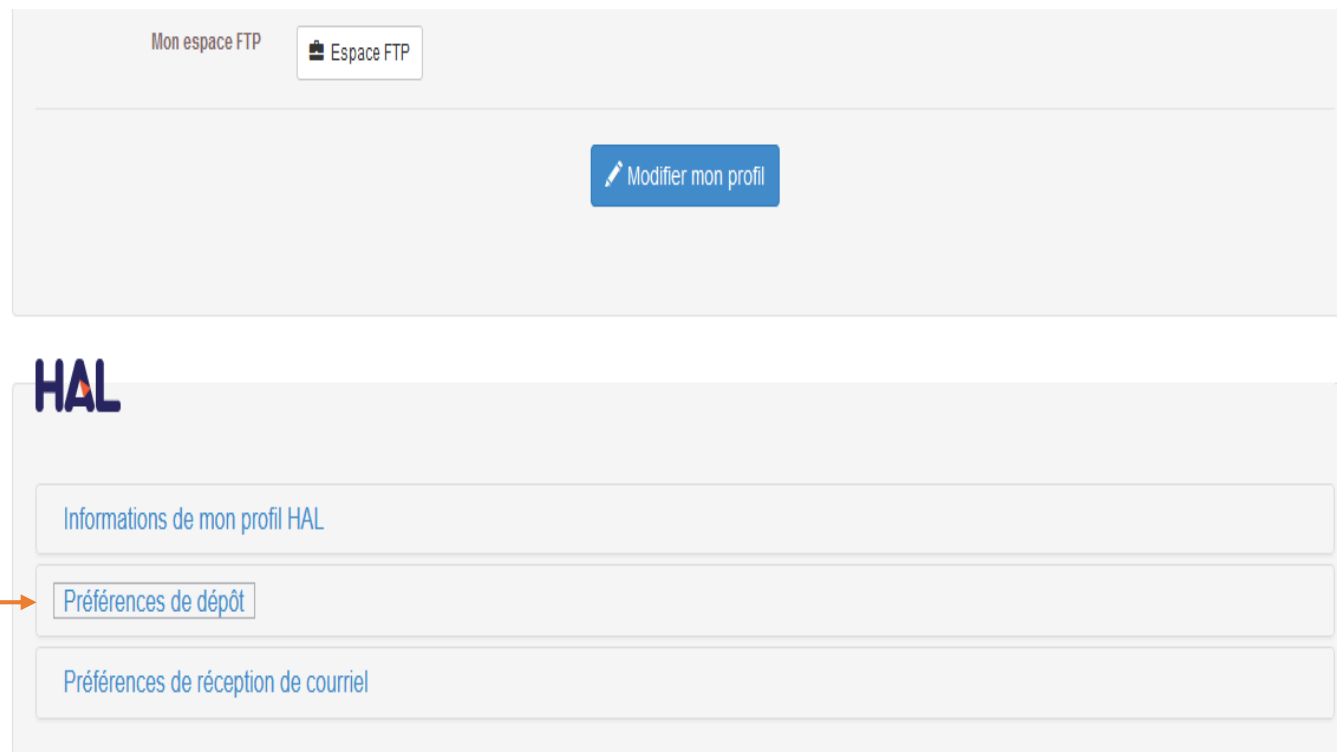 Mon espace FTP
Espace FTP
Modifier mon profil
HAL
Informations de mon profil HAL
Préférences de dépôt
Préférences de réception de courriel